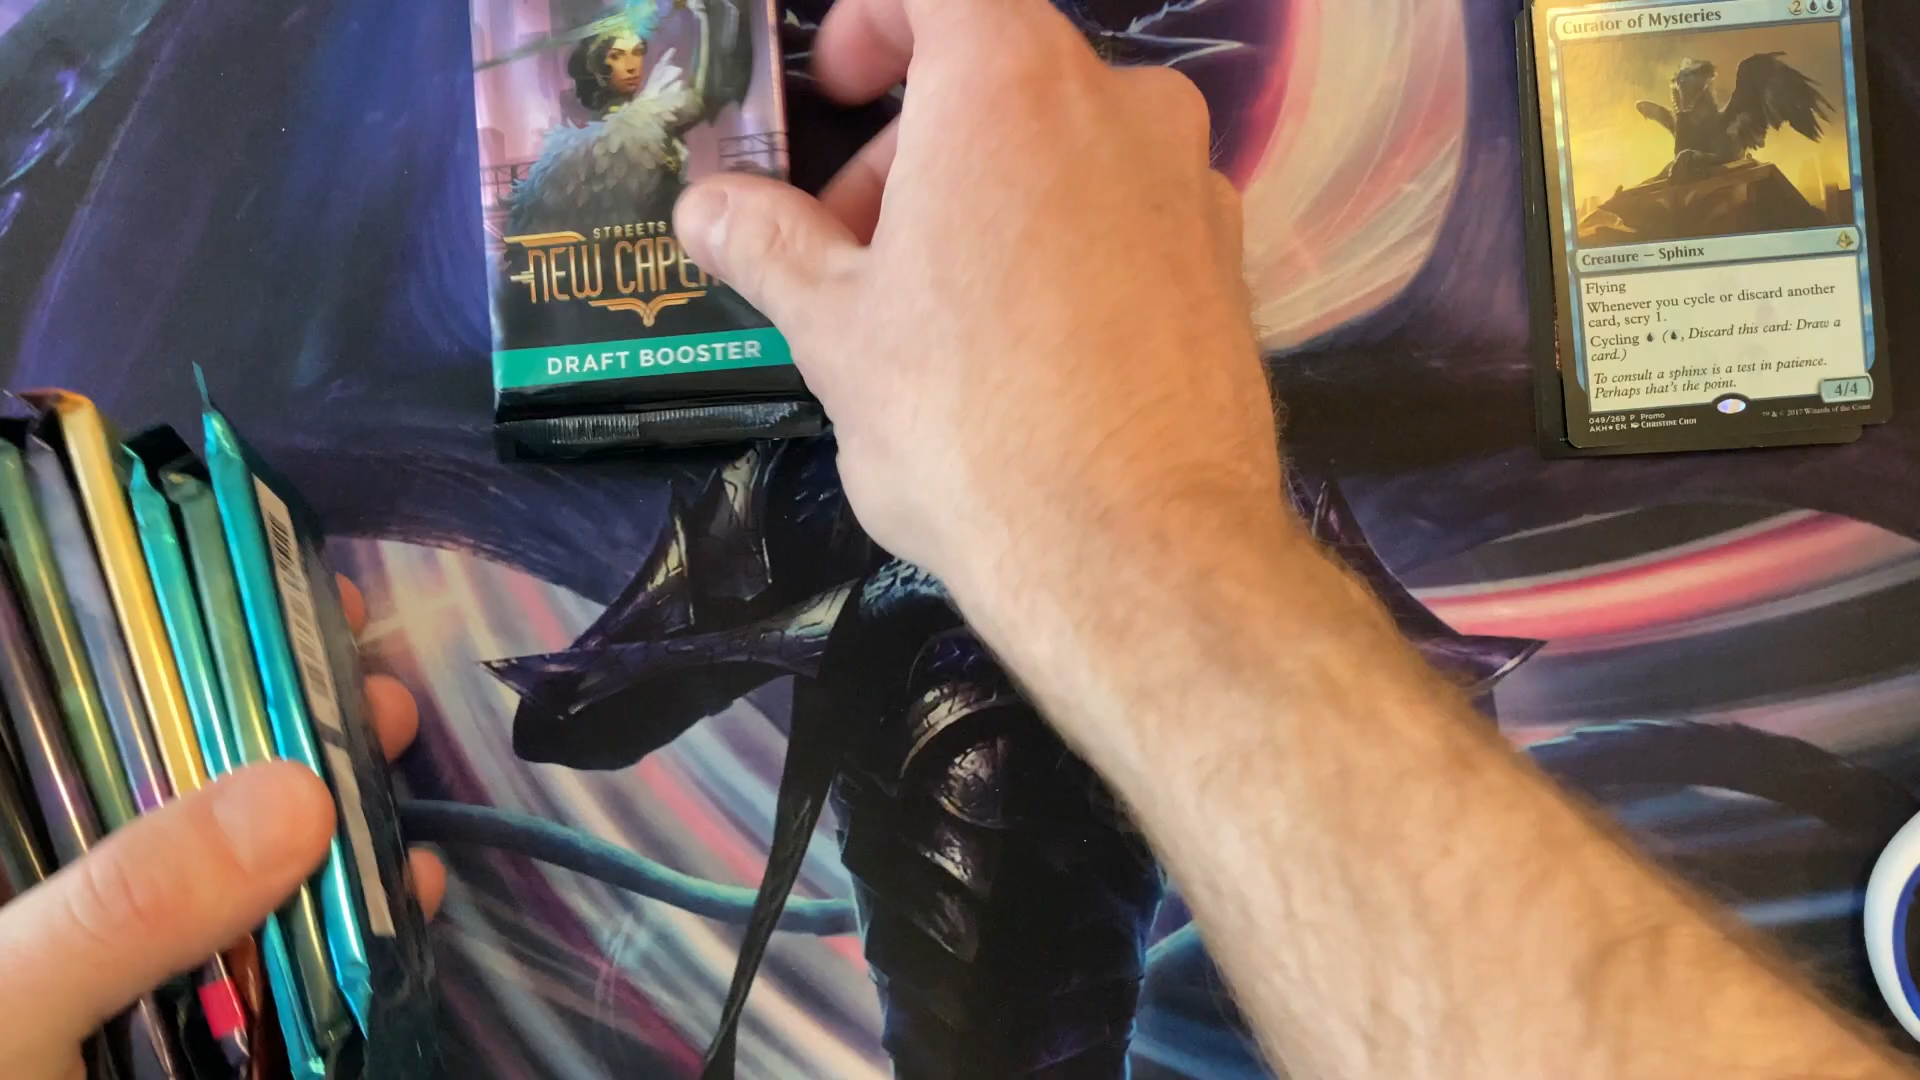 STREETS
NEW CAPE
DRAFT BOOSTER
Curator of Mysteries
2
Creature — Sphinx
Flying
Whenever you cycle or discard another
card, scry 1.
Cycling (, Discard this card: Draw a
card.)
To consult a sphinx is a test in patience.
Perhaps that's the point.
4/4
049/269 P Promo
AKH★EN Christine Choi
™ & © 2017 Wizards of the Coast